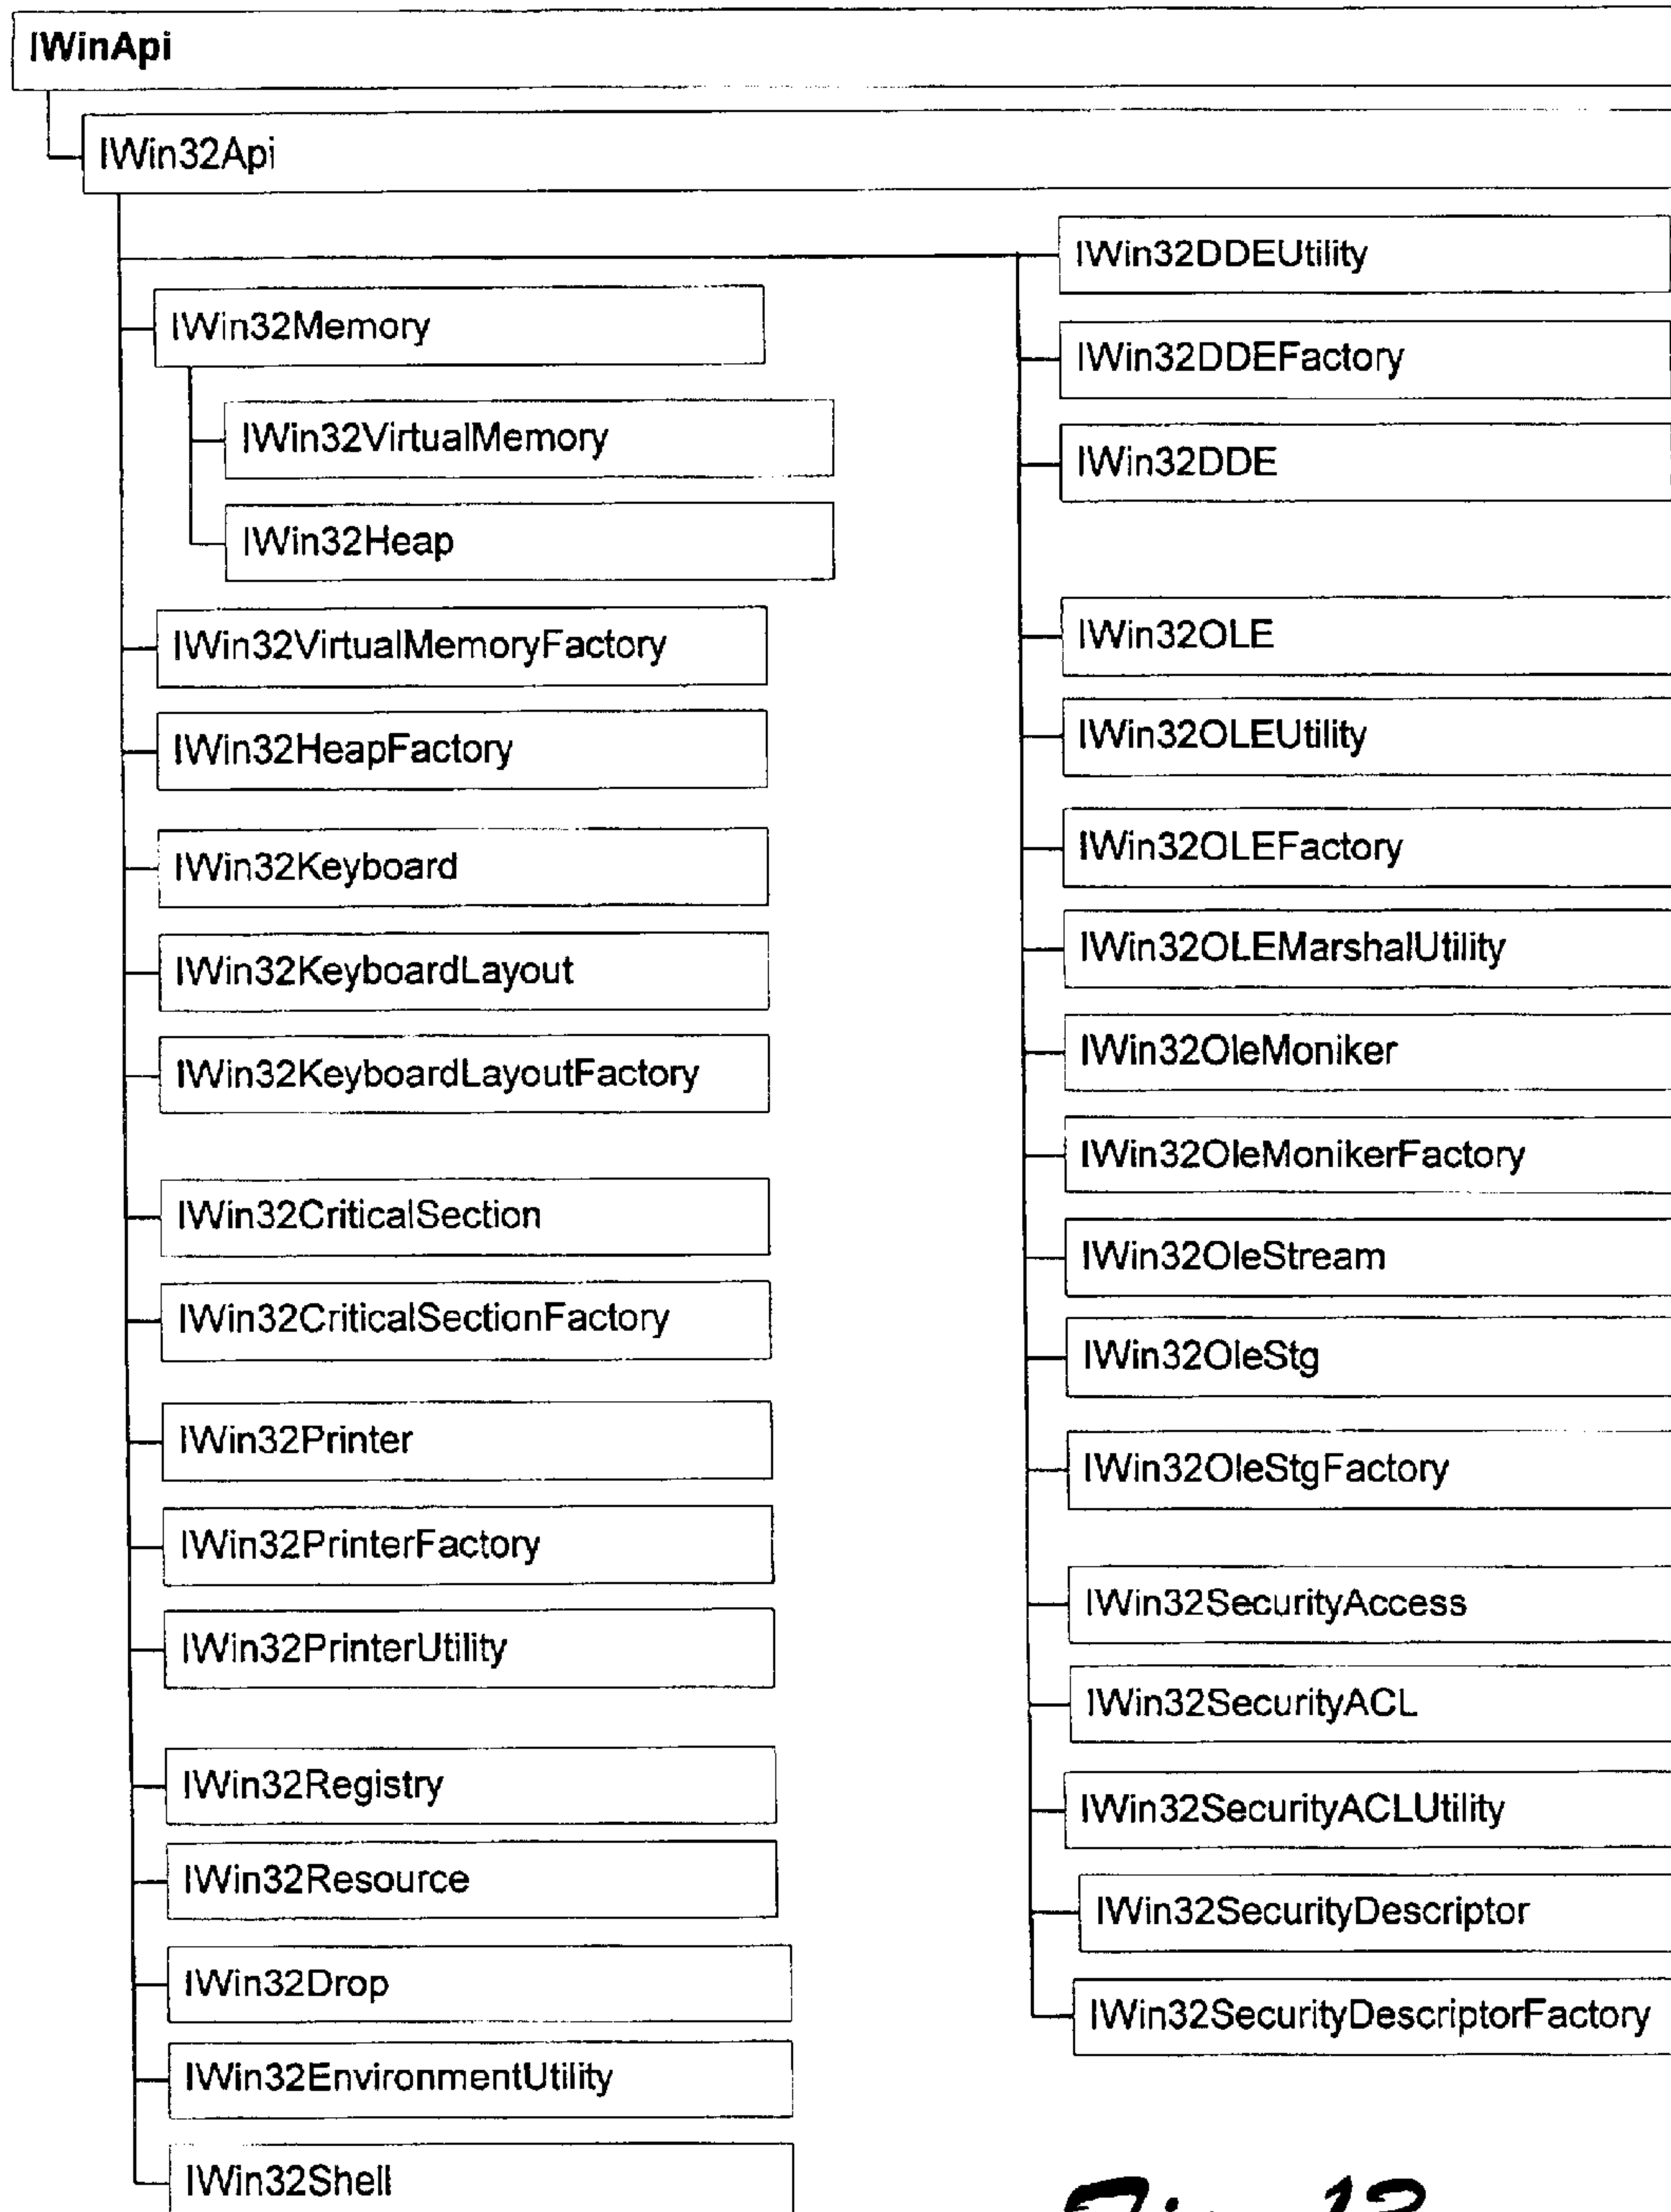 IWinApi
IWin32Api
IWin32Memory
IWin32VirtualMemory
IWin32Heap
IWin32VirtualMemoryFactory
IWin32HeapFactory
IWin32Keyboard
IWin32KeyboardLayout
IWin32KeyboardLayoutFactory
IWin32CriticalSection
IWin32CriticalSectionFactory
IWin32Printer
IWin32PrinterFactory
IWin32PrinterUtility
IWin32Registry
IWin32Resource
IWin32Drop
IWin32EnvironmentUtility
IWin32Shell
IWin32DDEUtility
IWin32DDEFactory
IWin32DDE
IWin32OLE
IWin32OLEUtility
IWin32OLEFactory
IWin32OLEMarshalUtility
IWin32OleMoniker
IWin32OleMonikerFactory
IWin32OleStream
IWin32OleStg
IWin32OleStgFactory
IWin32SecurityAccess
IWin32SecurityACL
IWin32SecurityACLUtility
IWin32SecurityDescriptor
IWin32SecurityDescriptorFactory